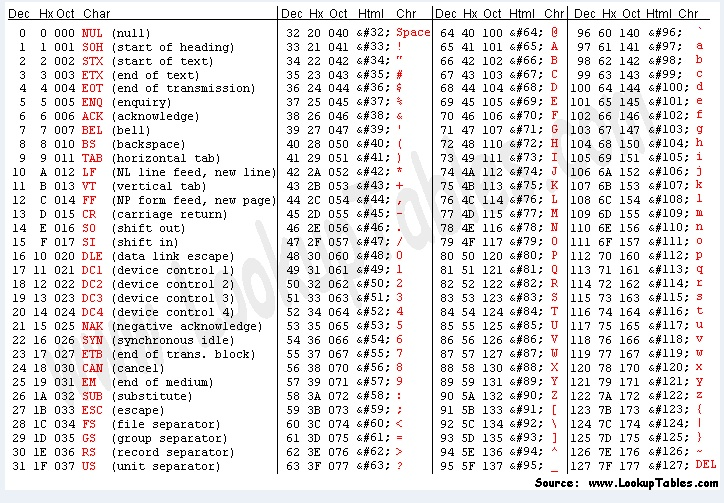 Dec Hx Oct Char Dec Hx Oct Html Chr Dec Hx Oct Html Chr Dec Hx Oct Html Chr
0 0 000 NUL (null) 32 20 040 &#32; Space 64 40 100 &#64; @ 96 60 140 &#96; `
1 1 001 SOH (start of heading) 33 21 041 &#33; ! 65 41 101 &#65; A 97 61 141 &#97; a
2 2 002 STX (start of text) 34 22 042 &#34; " 66 42 102 &#66; B 98 62 142 &#98; b
3 3 003 ETX (end of text) 35 23 043 &#35; # 67 43 103 &#67; C 99 63 143 &#99; c
4 4 004 EOT (end of transmission) 36 24 044 &#36; $ 68 44 104 &#68; D 100 64 144 &#100; d
5 5 005 ENQ (enquiry) 37 25 045 &#37; % 69 45 105 &#69; E 101 65 145 &#101; e
6 6 006 ACK (acknowledge) 38 26 046 &#38; & 70 46 106 &#70; F 102 66 146 &#102; f
7 7 007 BEL (bell) 39 27 047 &#39; ' 71 47 107 &#71; G 103 67 147 &#103; g
8 8 010 BS (backspace) 40 28 050 &#40; ( 72 48 110 &#72; H 104 68 150 &#104; h
9 9 011 TAB (horizontal tab) 41 29 051 &#41; ) 73 49 111 &#73; I 105 69 151 &#105; i
10 A 012 LF (NL line feed, new line) 42 2A 052 &#42; * 74 4A 112 &#74; J 106 6A 152 &#106; j
11 B 013 VT (vertical tab) 43 2B 053 &#43; + 75 4B 113 &#75; K 107 6B 153 &#107; k
12 C 014 FF (NP form feed, new page) 44 2C 054 &#44; , 76 4C 114 &#76; L 108 6C 154 &#108; l
13 D 015 CR (carriage return) 45 2D 055 &#45; - 77 4D 115 &#77; M 109 6D 155 &#109; m
14 E 016 SO (shift out) 46 2E 056 &#46; . 78 4E 116 &#78; N 110 6E 156 &#110; n
15 F 017 SI (shift in) 47 2F 057 &#47; / 79 4F 117 &#79; O 111 6F 157 &#111; o
16 10 020 DLE (data link escape) 48 30 060 &#48; 0 80 50 120 &#80; P 112 70 160 &#112; p
17 11 021 DC1 (device control 1) 49 31 061 &#49; 1 81 51 121 &#81; Q 113 71 161 &#113; q
18 12 022 DC2 (device control 2) 50 32 062 &#50; 2 82 52 122 &#82; R 114 72 162 &#114; r
19 13 023 DC3 (device control 3) 51 33 063 &#51; 3 83 53 123 &#83; S 115 73 163 &#115; s
20 14 024 DC4 (device control 4) 52 34 064 &#52; 4 84 54 124 &#84; T 116 74 164 &#116; t
21 15 025 NAK (negative acknowledge) 53 35 065 &#53; 5 85 55 125 &#85; U 117 75 165 &#117; u
22 16 026 SYN (synchronous idle) 54 36 066 &#54; 6 86 56 126 &#86; V 118 76 166 &#118; v
23 17 027 ETB (end of trans. block) 55 37 067 &#55; 7 87 57 127 &#87; W 119 77 167 &#119; w
24 18 030 CAN (cancel) 56 38 070 &#56; 8 88 58 130 &#88; X 120 78 170 &#120; x
25 19 031 EM (end of medium) 57 39 071 &#57; 9 89 59 131 &#89; Y 121 79 171 &#121; y
26 1A 032 SUB (substitute) 58 3A 072 &#58; : 90 5A 132 &#90; Z 122 7A 172 &#122; z
27 1B 033 ESC (escape) 59 3B 073 &#59; ; 91 5B 133 &#91; [ 123 7B 173 &#123; {
28 1C 034 FS (file separator) 60 3C 074 &#60; < 92 5C 134 &#92; \ 124 7C 174 &#124; |
29 1D 035 GS (group separator) 61 3D 075 &#61; = 93 5D 135 &#93; ] 125 7D 175 &#125; }
30 1E 036 RS (record separator) 62 3E 076 &#62; > 94 5E 136 &#94; ^ 126 7E 176 &#126; ~
31 1F 037 US (unit separator) 63 3F 077 &#63; ? 95 5F 137 &#95; _ 127 7F 177 &#127; DEL
Source: www.LookupTables.com
www.LookupTables.com